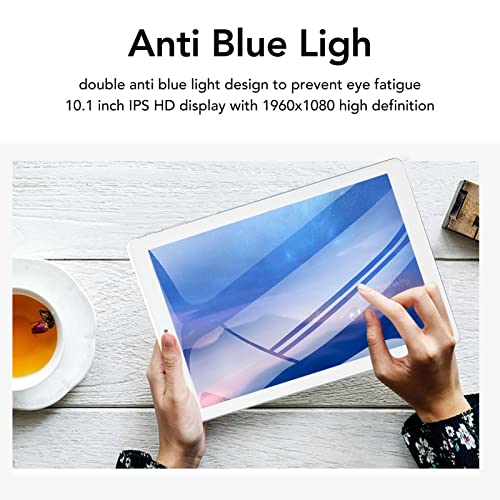 Anti Blue Ligh
double anti blue light design to prevent eye fatigue
10.1 inch IPS HD display with 1960x1080 high definition